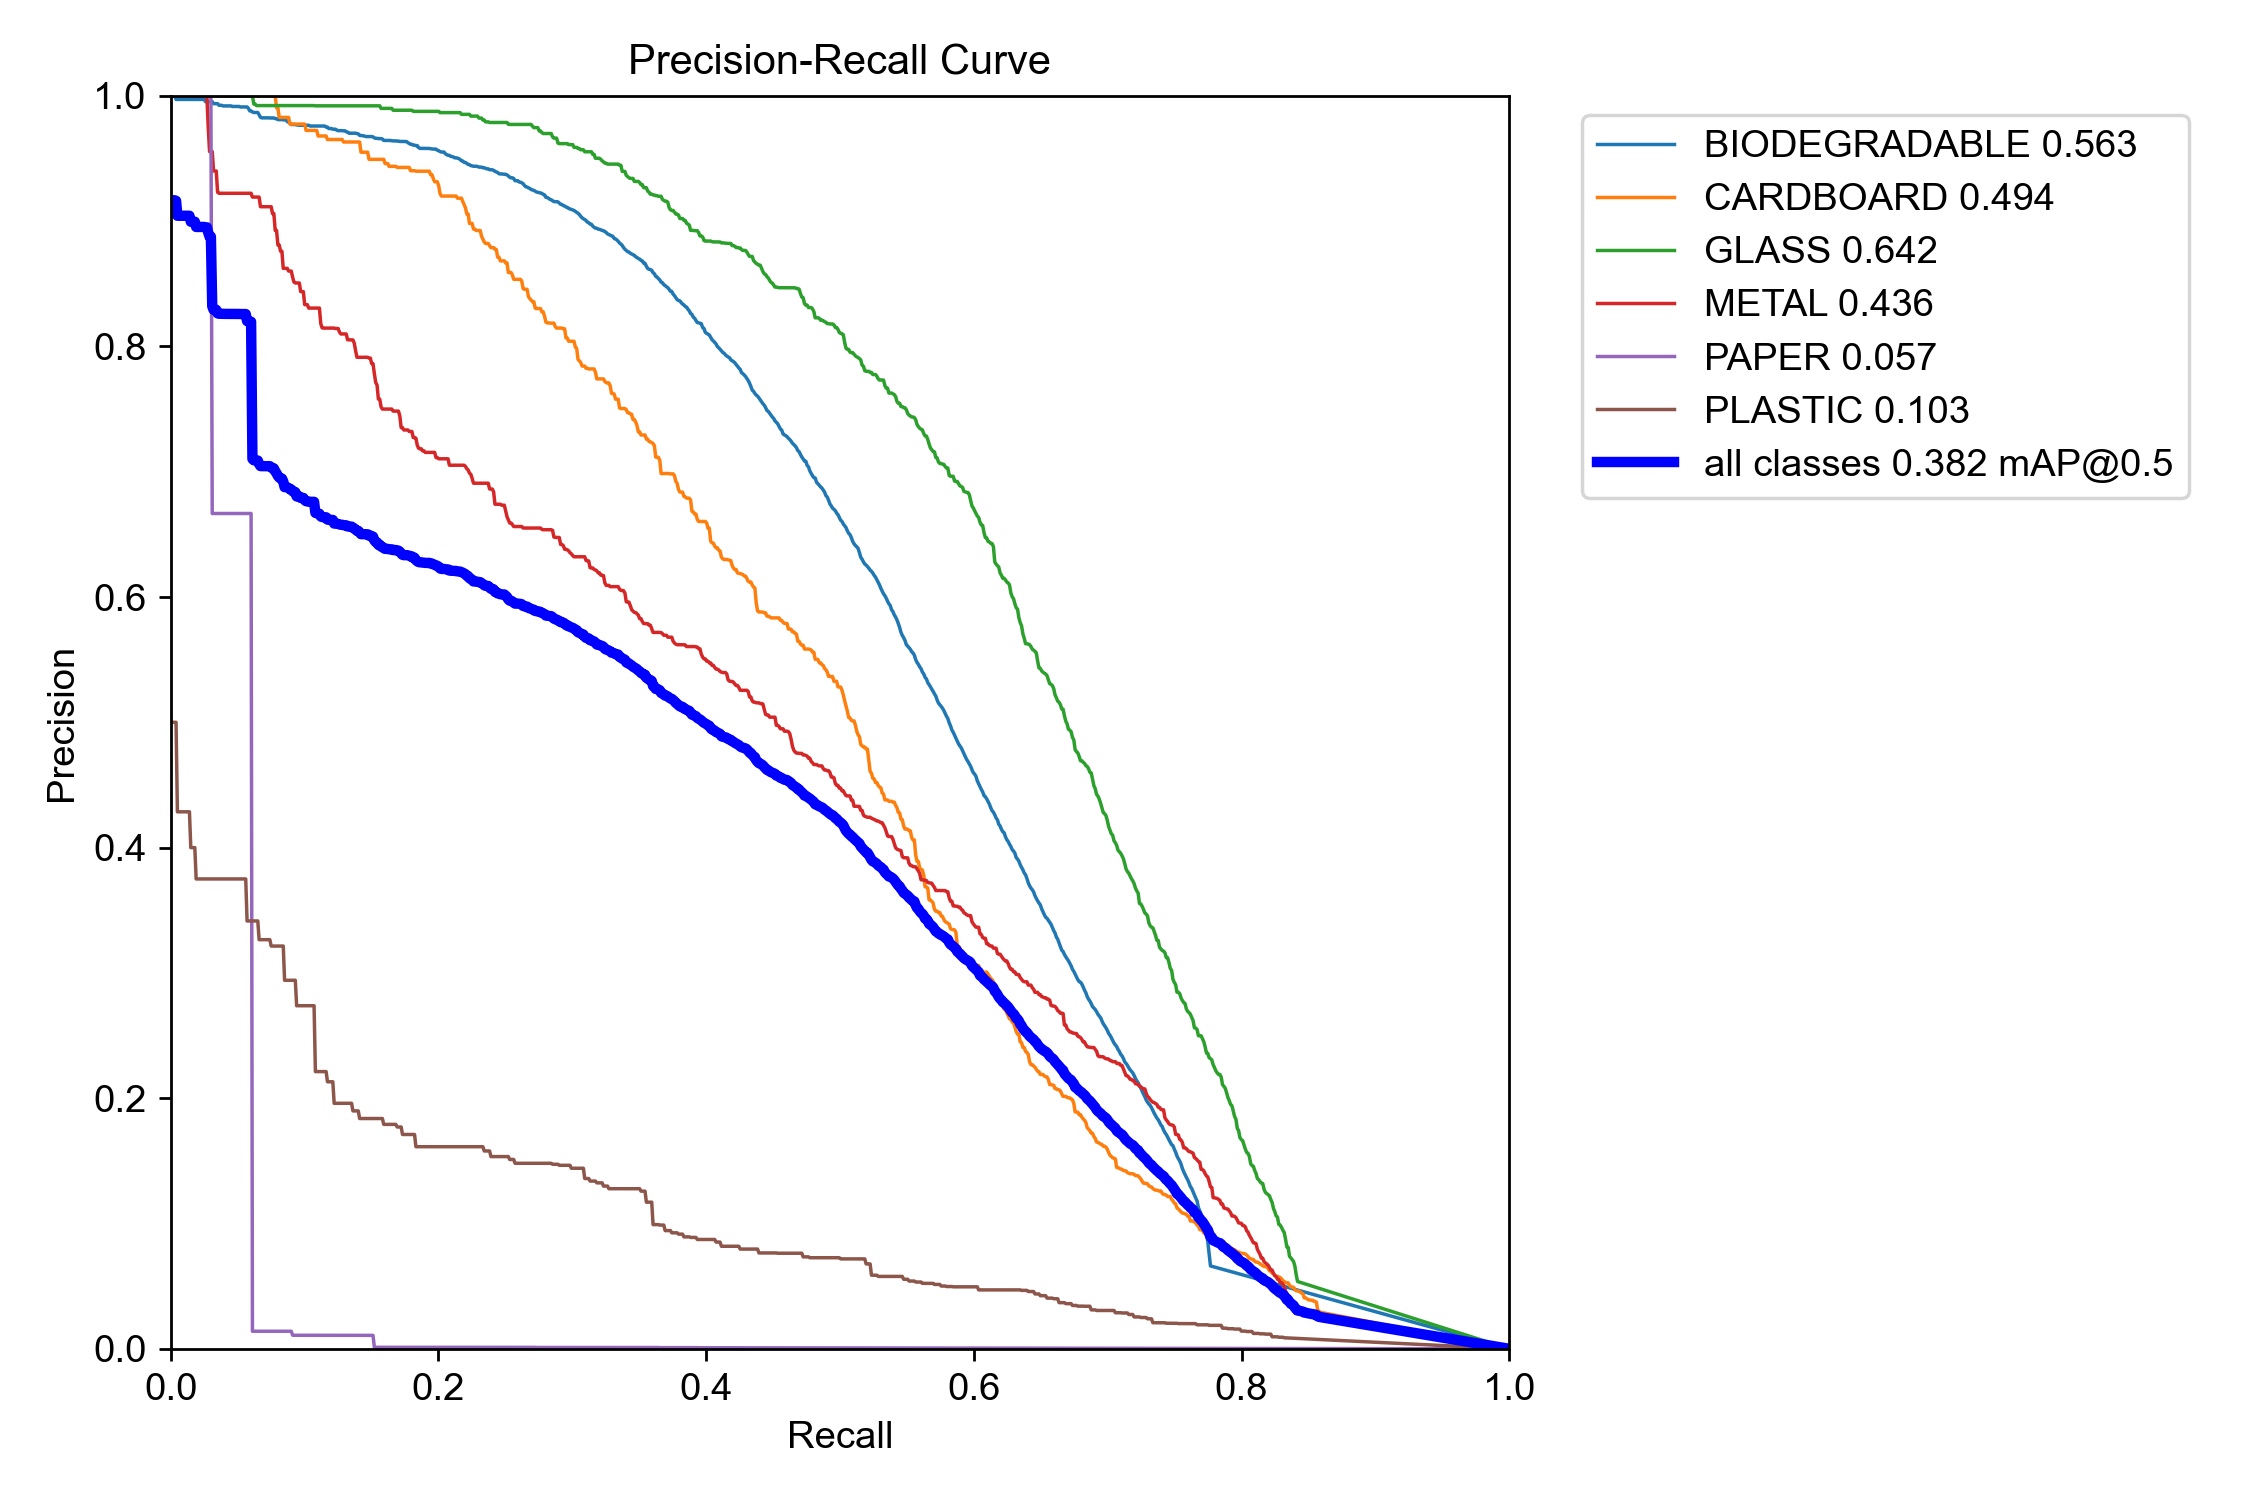 Precision-Recall Curve
1.0
0.8
0.6
0.4
0.2
0.0
Precision
0.0 0.2 0.4 0.6 0.8 1.0
Recall
BIODEGRADABLE 0.563
CARDBOARD 0.494
GLASS 0.642
METAL 0.436
PAPER 0.057
PLASTIC 0.103
all classes 0.382 mAP@0.5